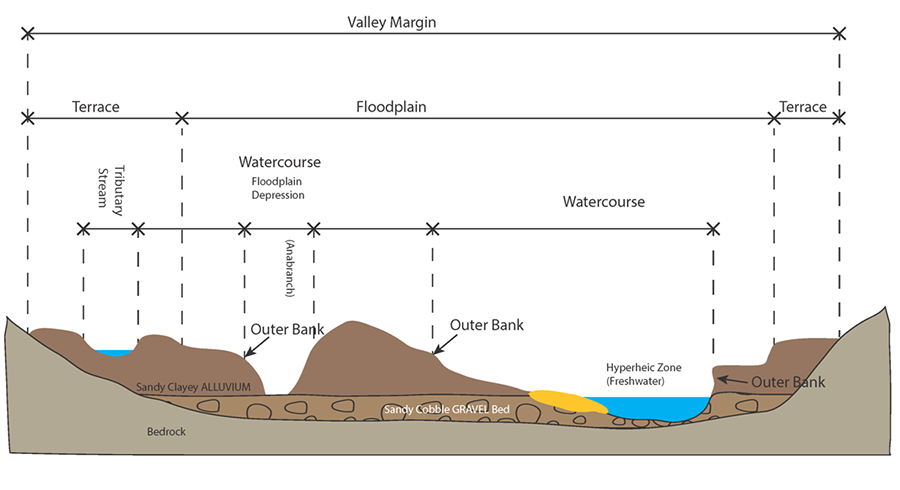 Valley Margin
Terrace
Floodplain
Terrace
Tributary
Stream
Watercourse
Floodplain
Depression
Watercourse
(Anabranch)
Outer Bank
Outer Bank
Hyperheic Zone
(Freshwater)
Outer Bank
Sandy Clayey ALLUVIUM
Sandy Cobble GRAVEL Bed
Bedrock